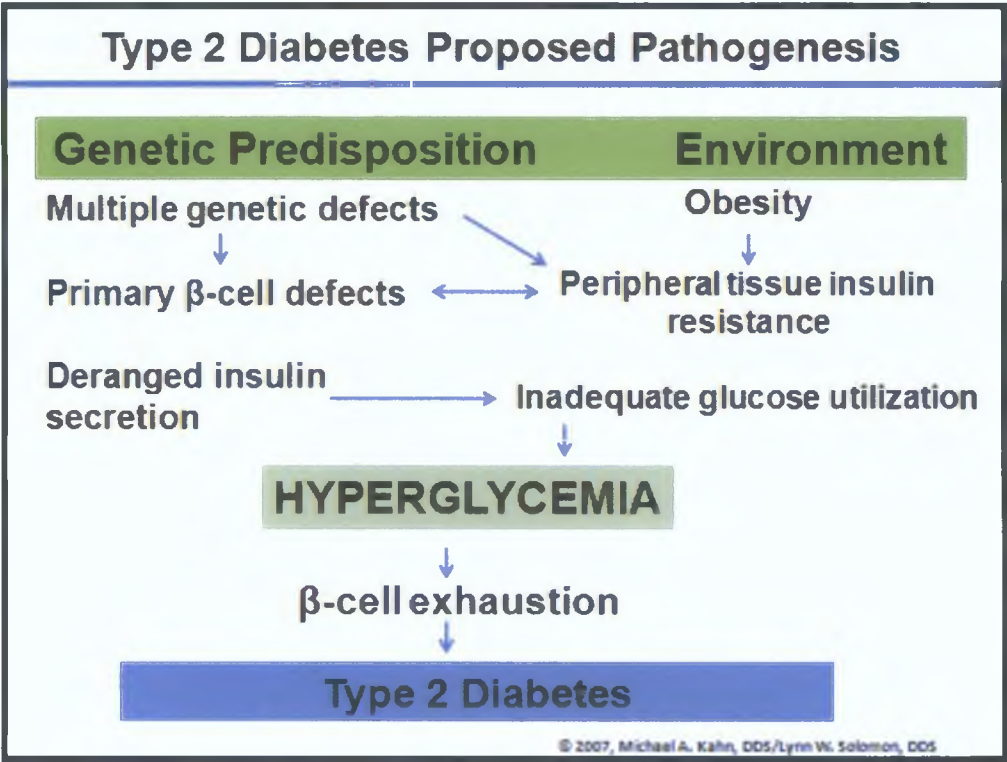 Type 2 Diabetes Proposed Pathogenesis
Genetic Predisposition Environment
Multiple genetic defects Obesity
Primary β-cell defects Peripheral tissue insulin
resistance
Deranged insulin
secretion
Inadequate glucose utilization
HYPERGLYCEMIA
β-cell exhaustion
Type 2 Diabetes
© 2007, Michael A. Kahn, DDS/Lynn W. Solomon, DDS